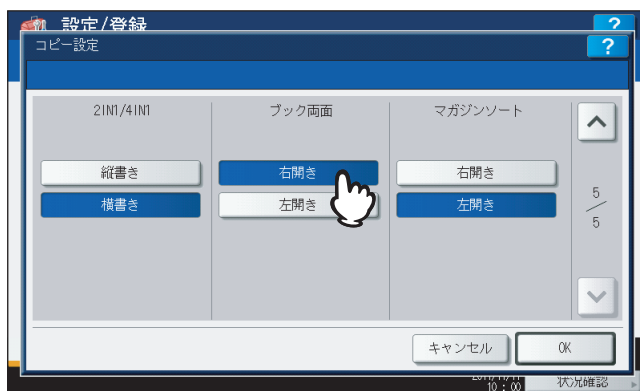 設定/登録
?
コピー設定
?
2IN1/4IN1
ブック両面
マガジンソート
縦書き
右開き
右開き
横書き
左開き
左開き
5
5
キャンセル
OK
10:00
状況確認